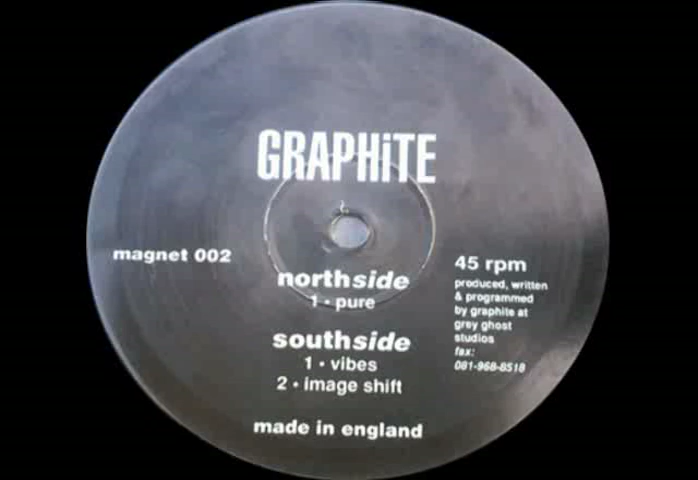 GRAPHiTE
magnet 002
northside
1 • pure
southside
1 • vibes
2 • image shift
made in england
45 rpm
produced, written
& programmed
by graphite at
grey ghost
studios
fax:
081-968-8518